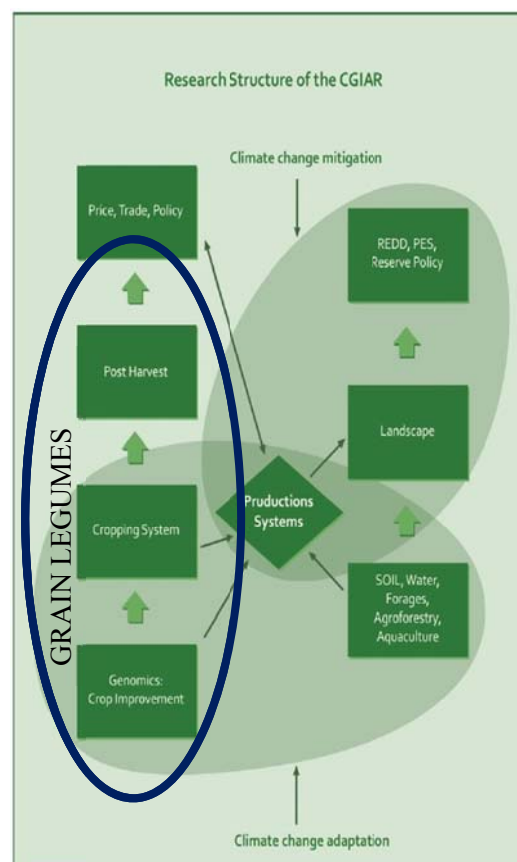 Research Structure of the CGIAR
Climate change mitigation
Price, Trade, Policy
REDD, PES,
Reserve Policy
Post Harvest
Landscape
GRAIN LEGUMES
Cropping System
Pruductions
Systems
SOIL, Water,
Forages,
Agroforestry,
Aquaculture
Genomics:
Crop Improvement
Climate change adaptation